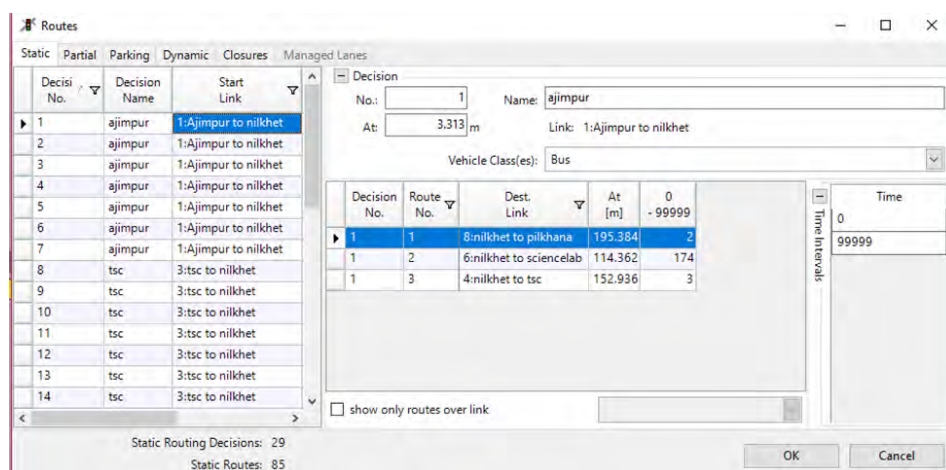 Routes
Static Partial Parking Dynamic Closures Managed Lanes
Decisi No. Decision Name Start Link
1 ajimpur 1:Ajimpur to nilkhet
2 ajimpur 1:Ajimpur to nilkhet
3 ajimpur 1:Ajimpur to nilkhet
4 ajimpur 1:Ajimpur to nilkhet
5 ajimpur 1:Ajimpur to nilkhet
6 ajimpur 1:Ajimpur to nilkhet
7 ajimpur 1:Ajimpur to nilkhet
8 tsc 3:tsc to nilkhet
9 tsc 3:tsc to nilkhet
10 tsc 3:tsc to nilkhet
11 tsc 3:tsc to nilkhet
12 tsc 3:tsc to nilkhet
13 tsc 3:tsc to nilkhet
14 tsc 3:tsc to nilkhet
Static Routing Decisions: 29
Static Routes: 85
Decision
No.: 1 Name: ajimpur
At: 3.313 m Link: 1:Ajimpur to nilkhet
Vehicle Class(es): Bus
Decision No. Route No. Dest. Link At [m] 0 - 99999
1 1 8:nilkhet to pilkhana 195.384 2
1 2 6:nilkhet to sciencelab 114.362 174
1 3 4:nilkhet to tsc 152.936 3
show only routes over link
Time Intervals
Time
0
99999
OK Cancel